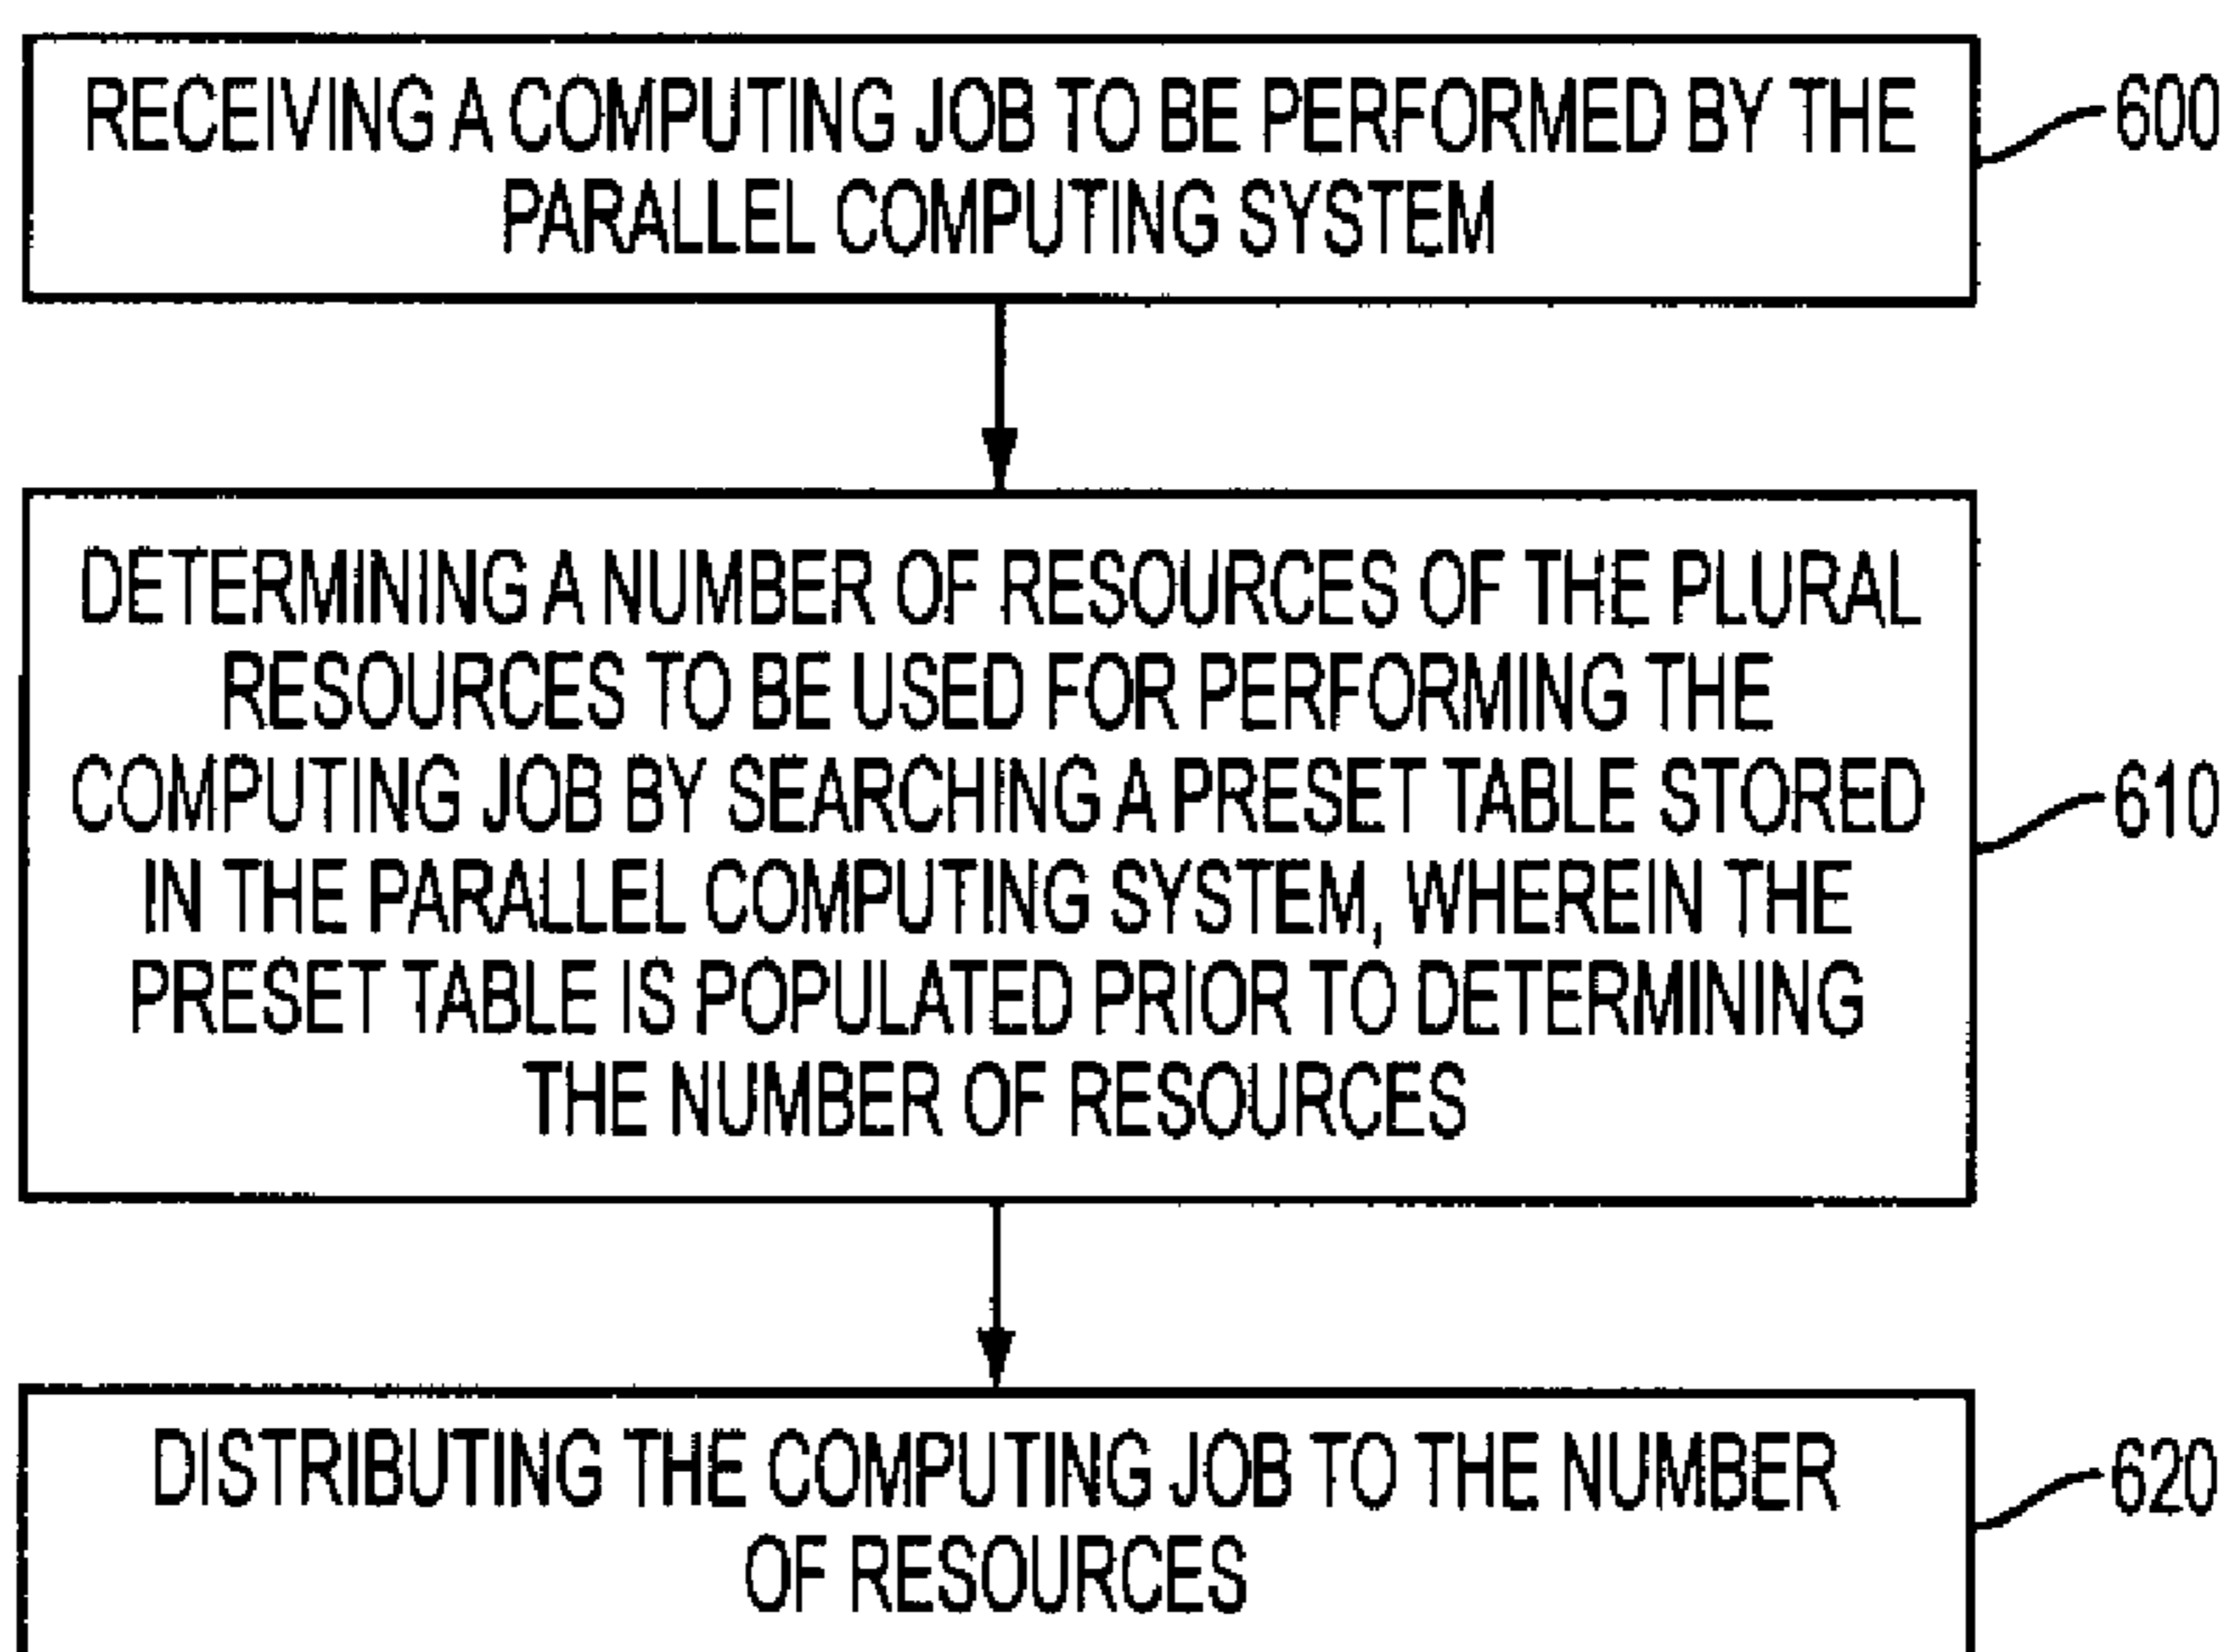 RECEIVING A COMPUTING JOB TO BE PERFORMED BY THE
PARALLEL COMPUTING SYSTEM
600
DETERMINING A NUMBER OF RESOURCES OF THE PLURAL
RESOURCES TO BE USED FOR PERFORMING THE
COMPUTING JOB BY SEARCHING A PRESET TABLE STORED
IN THE PARALLEL COMPUTING SYSTEM, WHEREIN THE
PRESET TABLE IS POPULATED PRIOR TO DETERMINING
THE NUMBER OF RESOURCES
610
DISTRIBUTING THE COMPUTING JOB TO THE NUMBER
OF RESOURCES
620